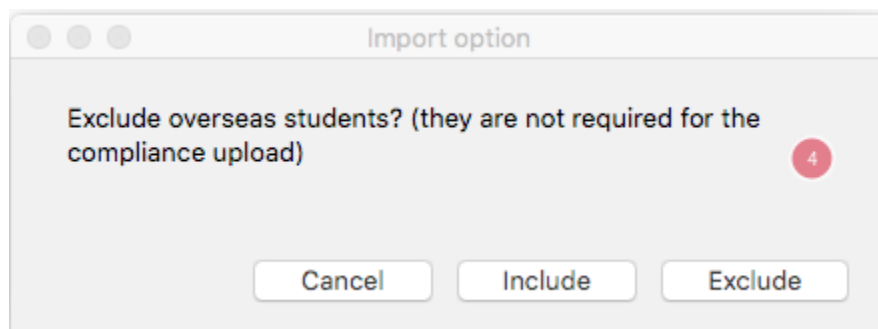 Import option
Exclude overseas students? (they are not required for the
compliance upload)
4
Cancel Include Exclude